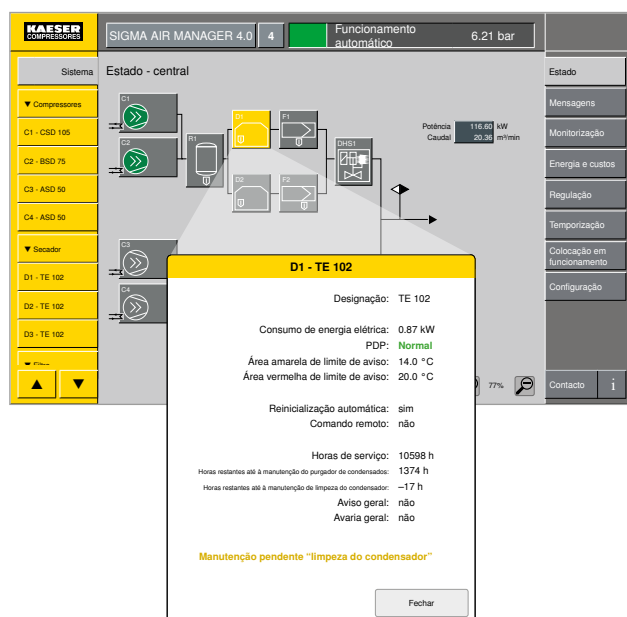 KAESER
COMPRESSORES
SIGMA AIR MANAGER 4.0
4
Funcionamento
automático
6.21 bar
Sistema
Estado - central
Estado
▼ Compressores
C1 - CSD 105
C2 - BSD 75
C3 - ASD 50
C4 - ASD 50
▼ Secador
D1 - TE 102
D2 - TE 102
D3 - TE 102
C1
C2
R1
D1
F1
D2
F2
DHS1
C3
C4
Potência 116.60 kW
Caudal 20.36 m³/min
Mensagens
Monitorização
Energia e custos
Regulação
Temporização
Colocação em
funcionamento
Configuração
77%
Contacto
i
D1 - TE 102
Designação: TE 102
Consumo de energia elétrica: 0.87 kW
PDP: Normal
Área amarela de limite de aviso: 14.0 °C
Área vermelha de limite de aviso: 20.0 °C
Reinicialização automática: sim
Comando remoto: não
Horas de serviço: 10598 h
Horas restantes até à manutenção do purgador de condensados: 1374 h
Horas restantes até à manutenção de limpeza do condensador: –17 h
Aviso geral: não
Avaria geral: não
Manutenção pendente “limpeza do condensador”
Fechar